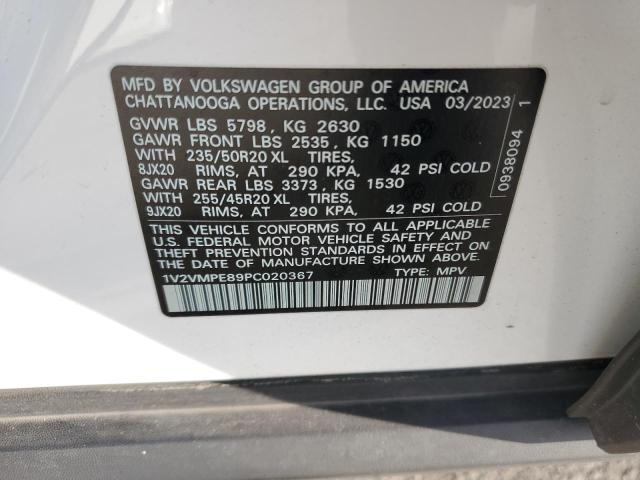 MFD BY VOLKSWAGEN GROUP OF AMERICA
CHATTANOOGA OPERATIONS, LLC. USA 03/2023
GVWR LBS 5798, KG 2630
GAWR FRONT LBS 2535, KG 1150
WITH 235/50R20 XL TIRES,
8JX20 RIMS, AT 290 KPA, 42 PSI COLD
GAWR REAR LBS 3373, KG 1530
WITH 255/45R20 XL TIRES,
9JX20 RIMS, AT 290 KPA, 42 PSI COLD
THIS VEHICLE CONFORMS TO ALL APPLICABLE
U.S. FEDERAL MOTOR VEHICLE SAFETY AND
THEFT PREVENTION STANDARDS IN EFFECT
ON THE DATE OF MANUFACTURE SHOWN ABOVE.
1V2VMPE89PC020367 TYPE: MPV
0938094 1